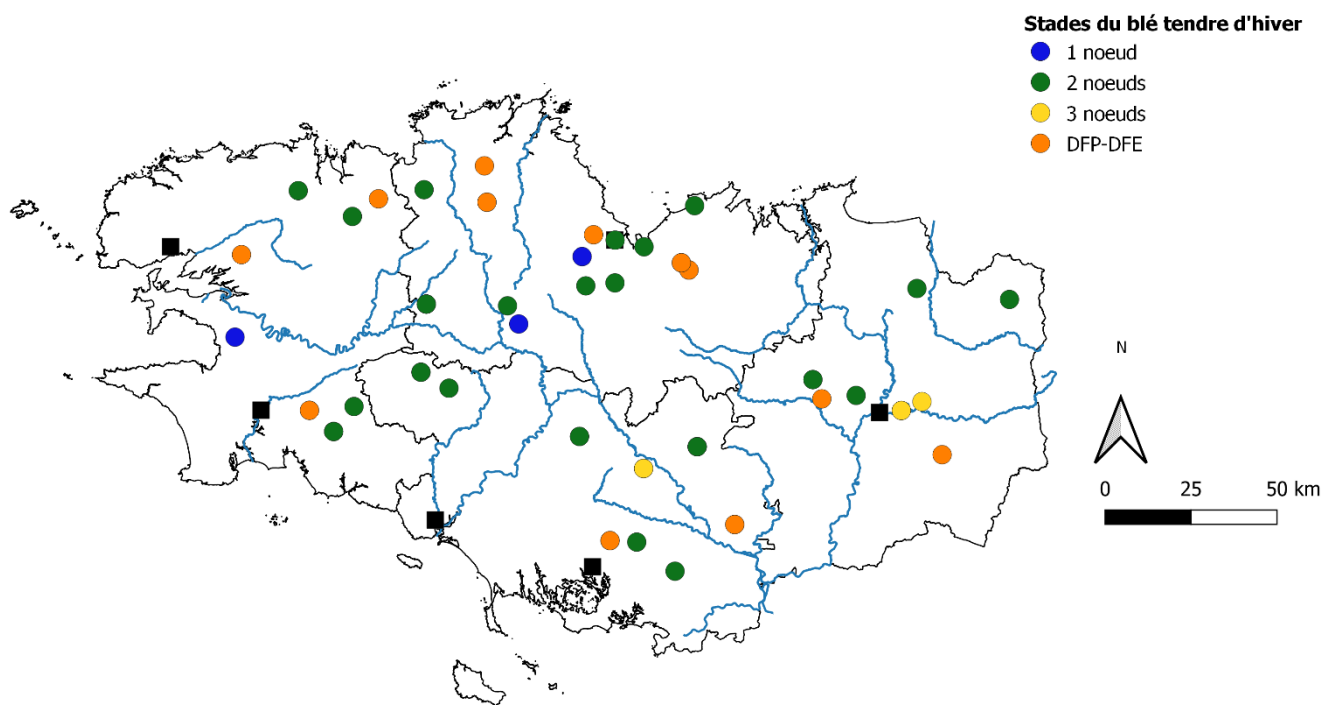 Stades du blé tendre d'hiver
1 noeud
2 noeuds
3 noeuds
DFP-DFE
N
0 25 50 km